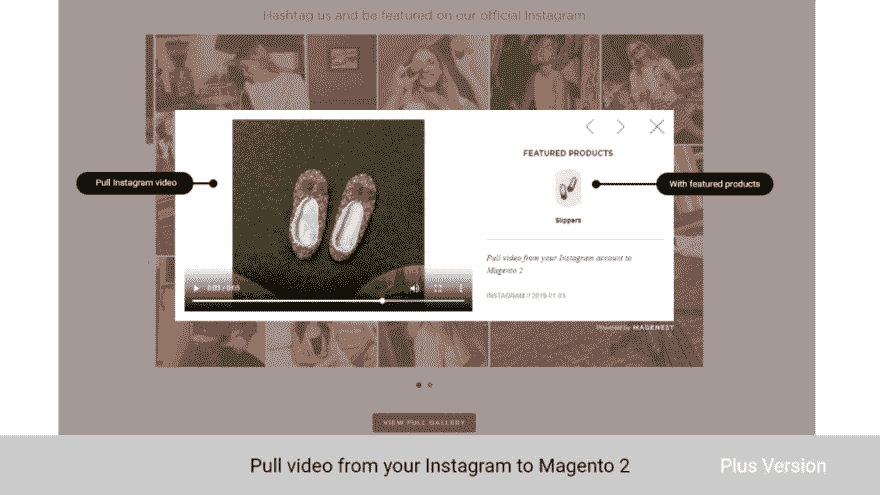 Hashtag us and be featured on our official Instagram
FEATURED PRODUCTS
Pull Instagram video
With featured products
Slippers
Pull video from your Instagram account to
Magento 2
0:03 / 0:05
INSTAGRAM // 2019-01-03
Powered by MAGENEST
VIEW FULL GALLERY
Pull video from your Instagram to Magento 2
Plus Version